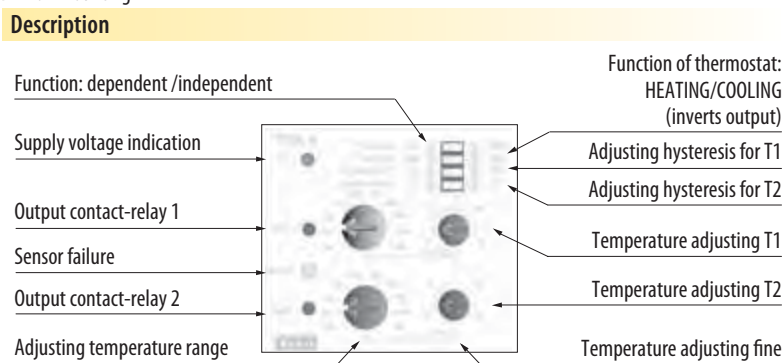 Description
Function: dependent /independent
Supply voltage indication
Output contact-relay 1
Sensor failure
Output contact-relay 2
Adjusting temperature range
Function of thermostat:
HEATING/COOLING
(inverts output)
Adjusting hysteresis for T1
Adjusting hysteresis for T2
Temperature adjusting T1
Temperature adjusting T2
Temperature adjusting fine